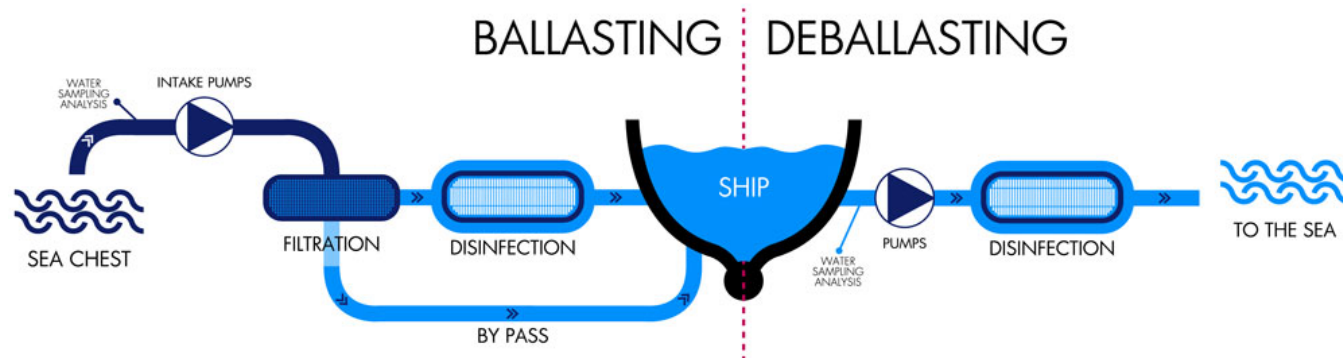 BALLASTING
DEBALLASTING
WATER
SAMPLING
ANALYSIS
INTAKE PUMPS
SEA CHEST
FILTRATION
DISINFECTION
BY PASS
SHIP
WATER
SAMPLING
ANALYSIS
PUMPS
DISINFECTION
TO THE SEA